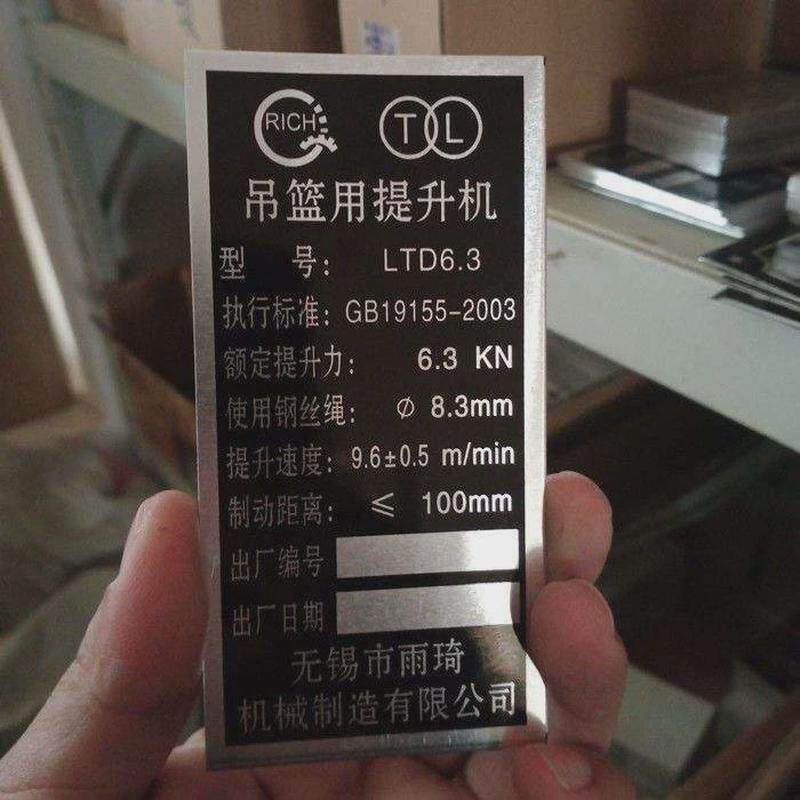 RICH T L
吊篮用提升机
型 号: LTD6.3
执行标准: GB19155-2003
额定提升力: 6.3 KN
使用钢丝绳: ∅ 8.3mm
提升速度: 9.6±0.5 m/min
制动距离: ≤ 100mm
出厂编号
出厂日期
无锡市雨琦
机械制造有限公司